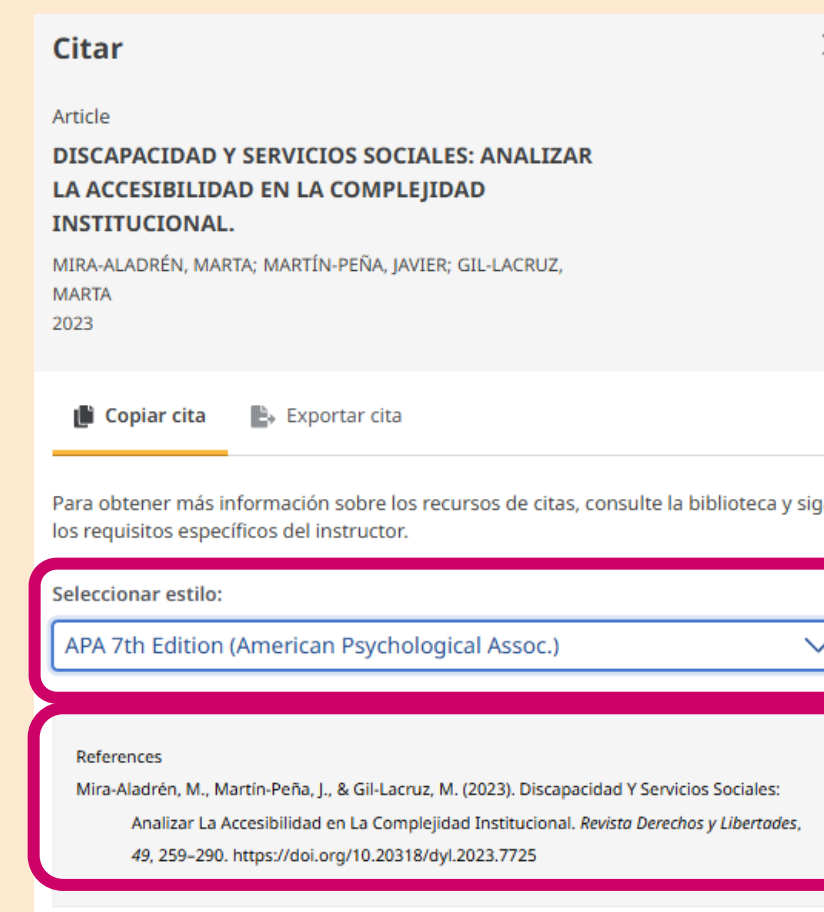 Citar
Article
DISCAPACIDAD Y SERVICIOS SOCIALES: ANALIZAR
LA ACCESIBILIDAD EN LA COMPLEJIDAD
INSTITUCIONAL.
MIRA-ALADRÉN, MARTA; MARTÍN-PEÑA, JAVIER; GIL-LACRUZ,
MARTA
2023
Copiar cita Exportar cita
Para obtener más información sobre los recursos de citas, consulte la biblioteca y
los requisitos específicos del instructor.
Seleccionar estilo:
APA 7th Edition (American Psychological Assoc.)
References
Mira-Aladrén, M., Martín-Peña, J., & Gil-Lacruz, M. (2023). Discapacidad Y Servicios Sociales:
Analizar La Accesibilidad en La Complejidad Institucional. Revista Derechos y Libertades,
49, 259–290. https://doi.org/10.20318/dyl.2023.7725